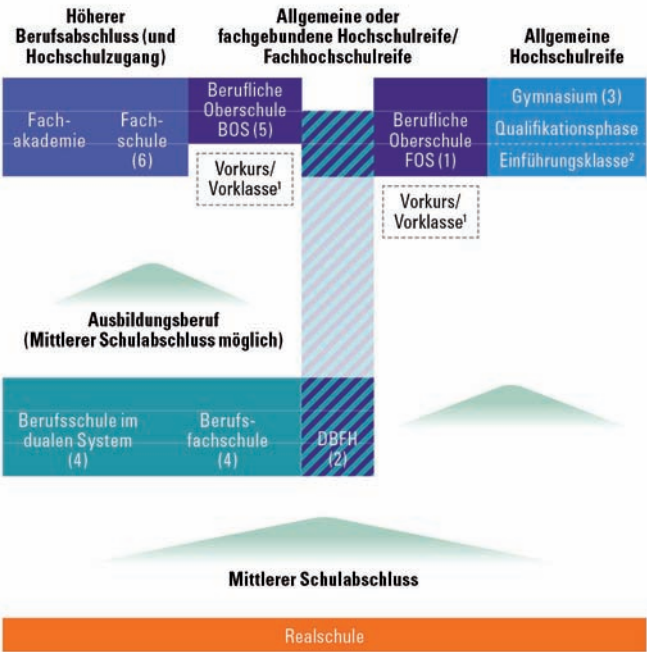 Höherer
Berufsabschluss (und
Hochschulzugang)
Allgemeine oder
fachgebundene Hochschulreife/
Fachhochschulreife
Allgemeine
Hochschulreife
Fach-
akademie
Fach-
schule
(6)
Berufliche
Oberschule
BOS (5)
Vorkurs/
Vorklasse¹
Berufliche
Oberschule
FOS (1)
Vorkurs/
Vorklasse¹
Gymnasium (3)
Qualifikationsphase
Einführungsklasse²
Ausbildungsberuf
(Mittlerer Schulabschluss möglich)
Berufsschule im
dualen System
(4)
Berufs-
fachschule
(4)
DBFH
(2)
Mittlerer Schulabschluss
Realschule